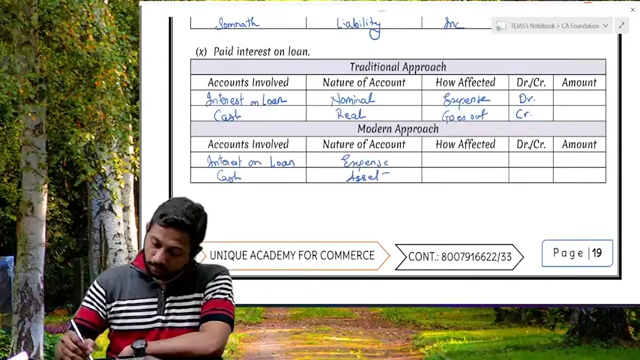 TEJAS's Notebook > CA Foundation
Somnath Liability Inc
(x) Paid interest on loan.
Traditional Approach
Accounts Involved Nature of Account How Affected Dr./Cr. Amount
Interest on Loan Nominal Expense Dr.
Cash Real Goes out Cr.
Modern Approach
Accounts Involved Nature of Account How Affected Dr./Cr. Amount
Interest on Loan Expense
Cash Asset
UNIQUE ACADEMY FOR COMMERCE CONT.: 8007916622/33 Page | 19